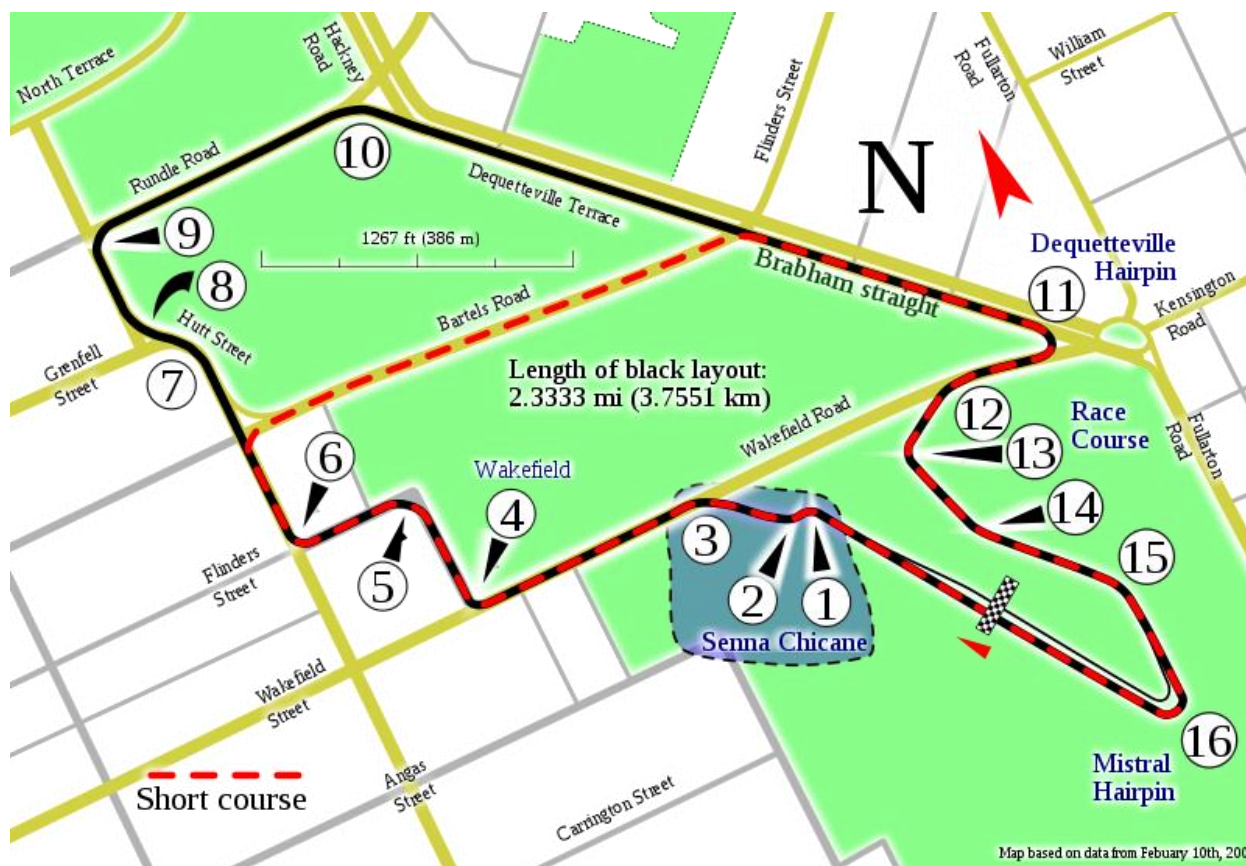 North Terrace
Hackney
Road
Fullarton
Road
William
Street
Flinders Street
N
10
Rundle Road
Dequetteville Terrace
9
1267 ft (386 m)
Dequetteville
Hairpin
8
Brabham straight
11
Kensington
Road
Bartels Road
Hutt Street
Grenfell
Street
7
Length of black layout:
2.3333 mi (3.7551 km)
Wakefield Road
12
Race
Course
Fullarton
Road
6
Wakefield
13
4
14
3
15
Flinders
Street
5
2
1
Senna Chicane
Wakefield
Street
16
Mistral
Hairpin
Angas
Street
Short course
Carrington Street
Map based on data from Febuary 10th, 200